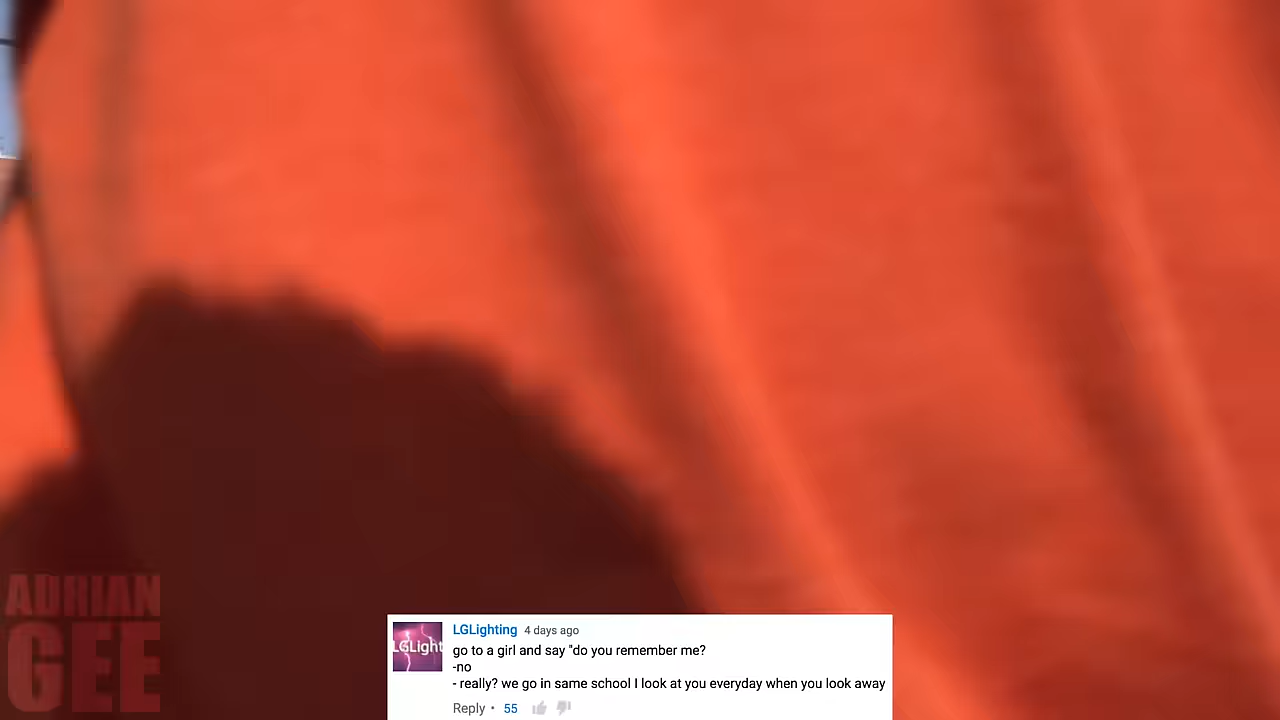 ADRIAN
GEE
LGLighting 4 days ago
LGLight
go to a girl and say "do you remember me?
-no
- really? we go in same school I look at you everyday when you look away
Reply • 55